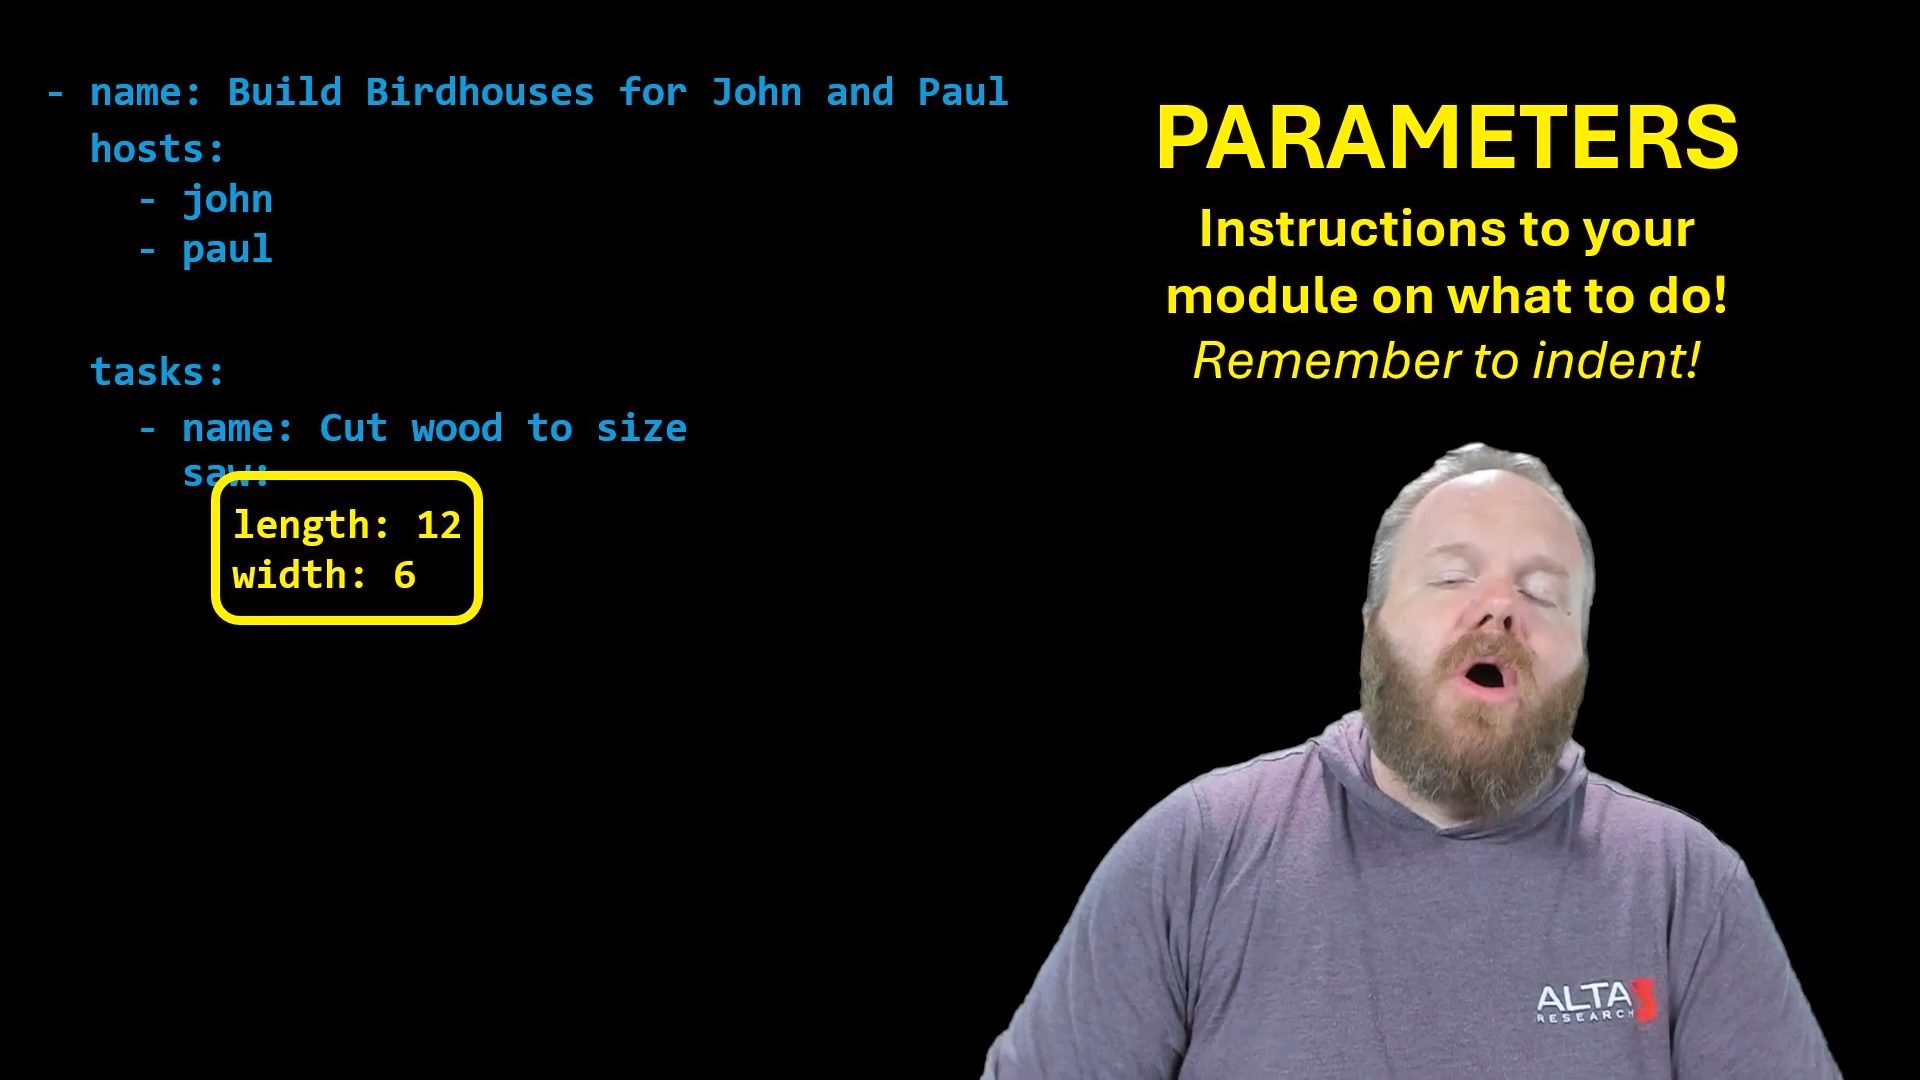 - name: Build Birdhouses for John and Paul
hosts:
- john
- paul
tasks:
- name: Cut wood to size
saw:
length: 12
width: 6
PARAMETERS
Instructions to your
module on what to do!
Remember to indent!
ALTA3
RESEARCH